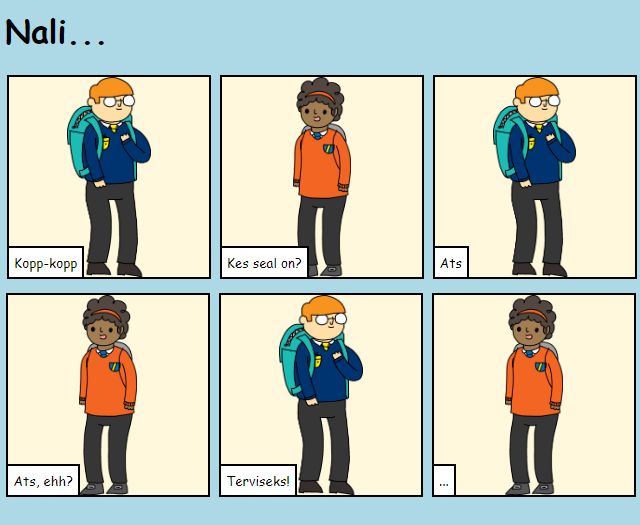 Nali...
Kopp-kopp
Kes seal on?
Ats
Ats, ehh?
Terviseks!
...